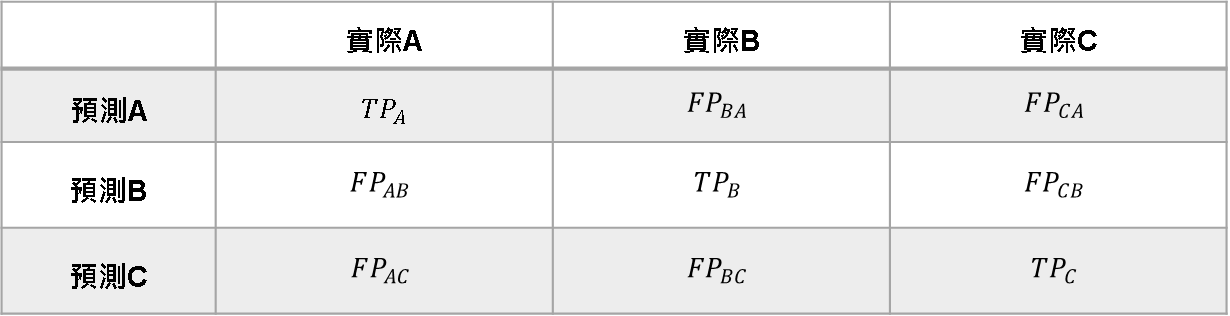 實際A 實際B 實際C
預測A TP_A FP_BA FP_CA
預測B FP_AB TP_B FP_CB
預測C FP_AC FP_BC TP_C